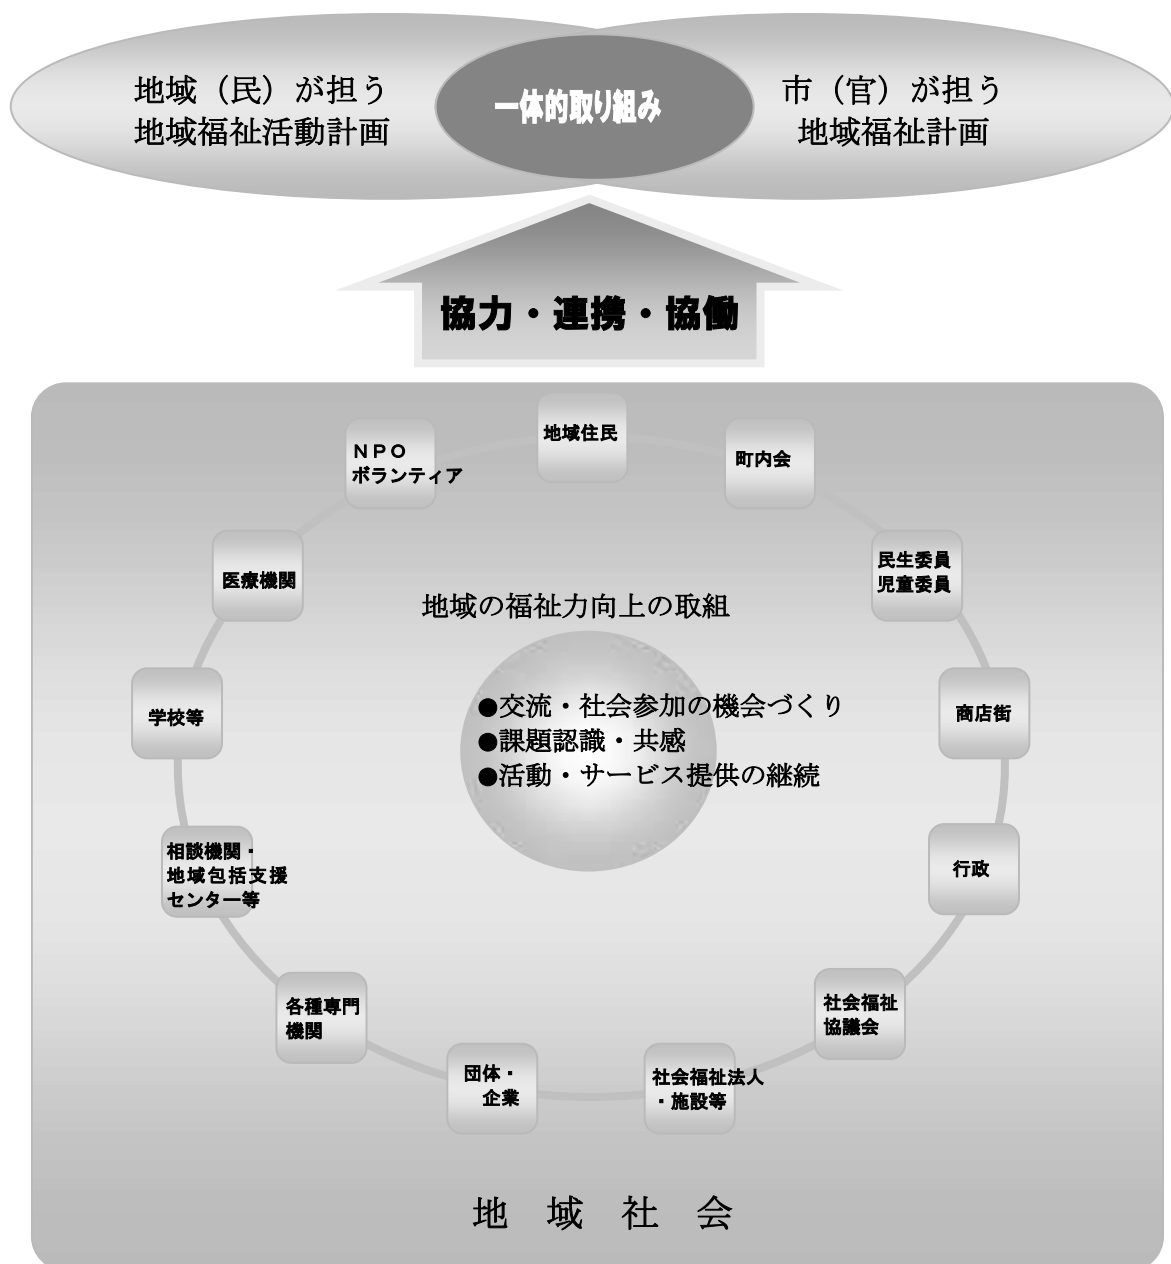 地域（民）が担う
地域福祉活動計画
一体的取り組み
市（官）が担う
地域福祉計画
協力・連携・協働
地域住民
ＮＰＯ
ボランティア
町内会
医療機関
民生委員
児童委員
地域の福祉力向上の取組
学校等
●交流・社会参加の機会づくり
●課題認識・共感
●活動・サービス提供の継続
商店街
相談機関・
地域包括支援
センター等
行政
各種専門
機関
社会福祉
協議会
団体・
企業
社会福祉法人
・施設等
地　域　社　会